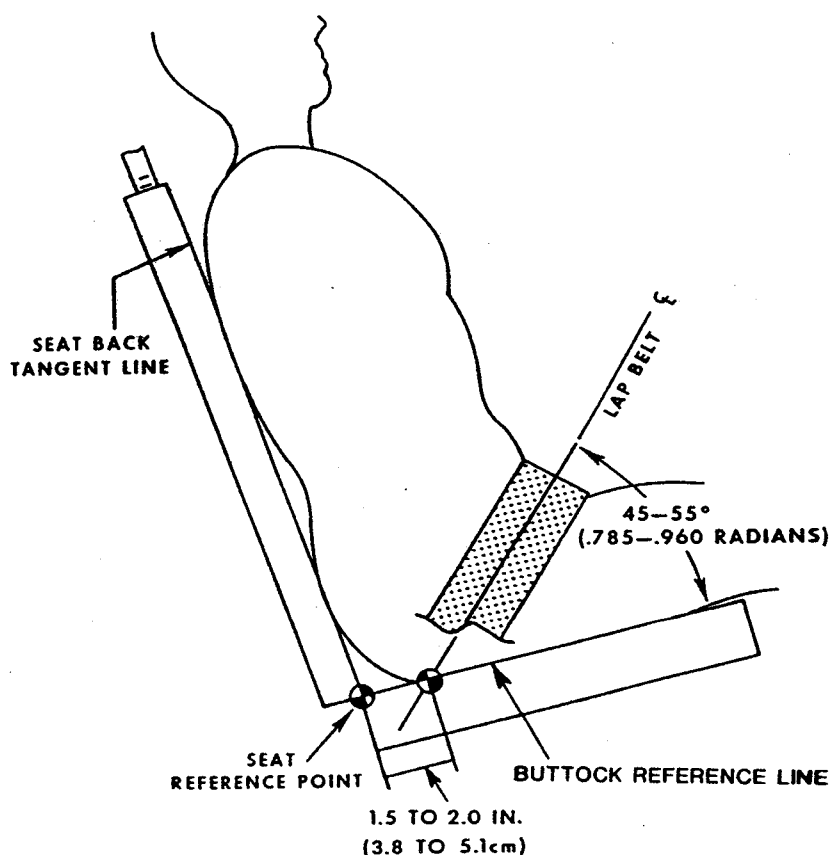 SEAT BACK
TANGENT LINE
LAP BELT ℄
45–55°
(.785–.960 RADIANS)
SEAT
REFERENCE POINT
BUTTOCK REFERENCE LINE
1.5 TO 2.0 IN.
(3.8 TO 5.1cm)